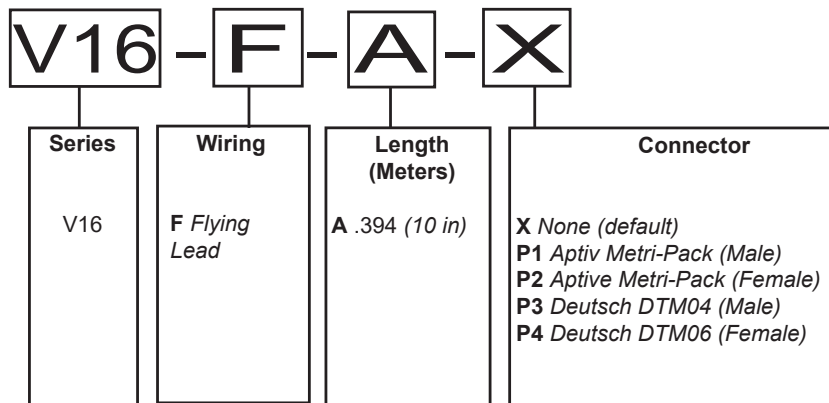 V16 – F – A – X
Series
V16
Wiring
F Flying
Lead
Length
(Meters)
A .394 (10 in)
Connector
X None (default)
P1 Aptiv Metri-Pack (Male)
P2 Aptive Metri-Pack (Female)
P3 Deutsch DTM04 (Male)
P4 Deutsch DTM06 (Female)